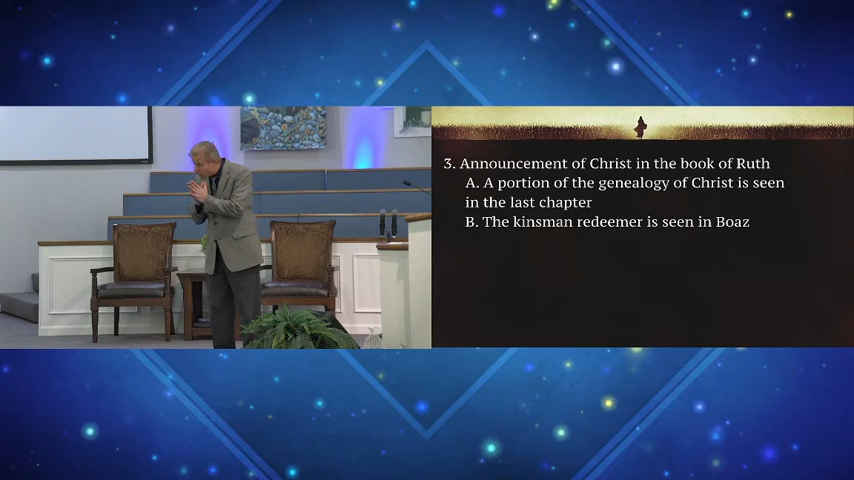 3. Announcement of Christ in the book of Ruth
A. A portion of the genealogy of Christ is seen
in the last chapter
B. The kinsman redeemer is seen in Boaz